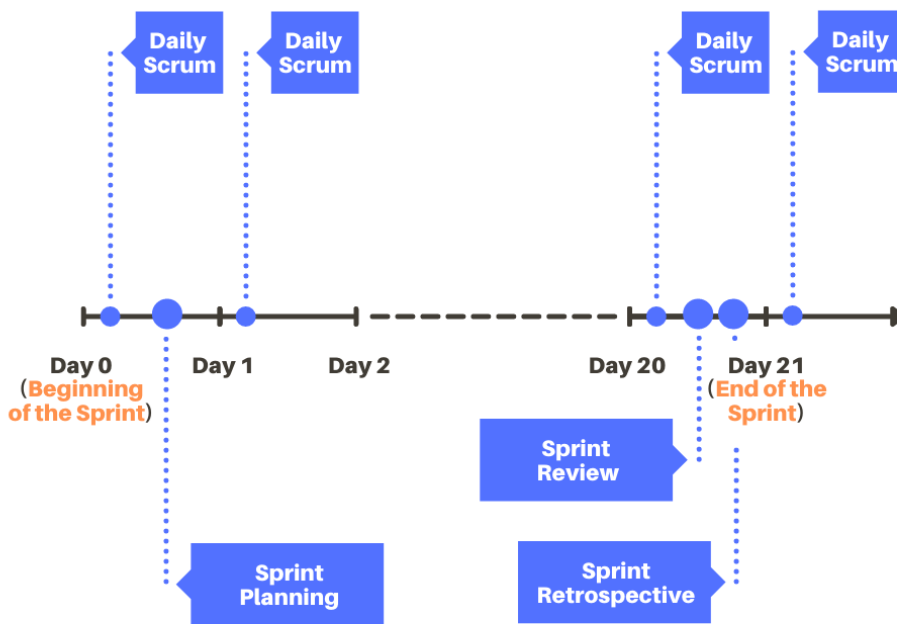 Daily
Scrum
Daily
Scrum
Daily
Scrum
Daily
Scrum
Day 0
(Beginning
of the Sprint)
Day 1
Day 2
Day 20
Day 21
(End of the
Sprint)
Sprint
Review
Sprint
Planning
Sprint
Retrospective